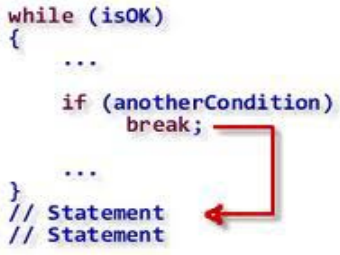 while (isOK)
{
...
if (anotherCondition)
break;
...
}
// Statement
// Statement